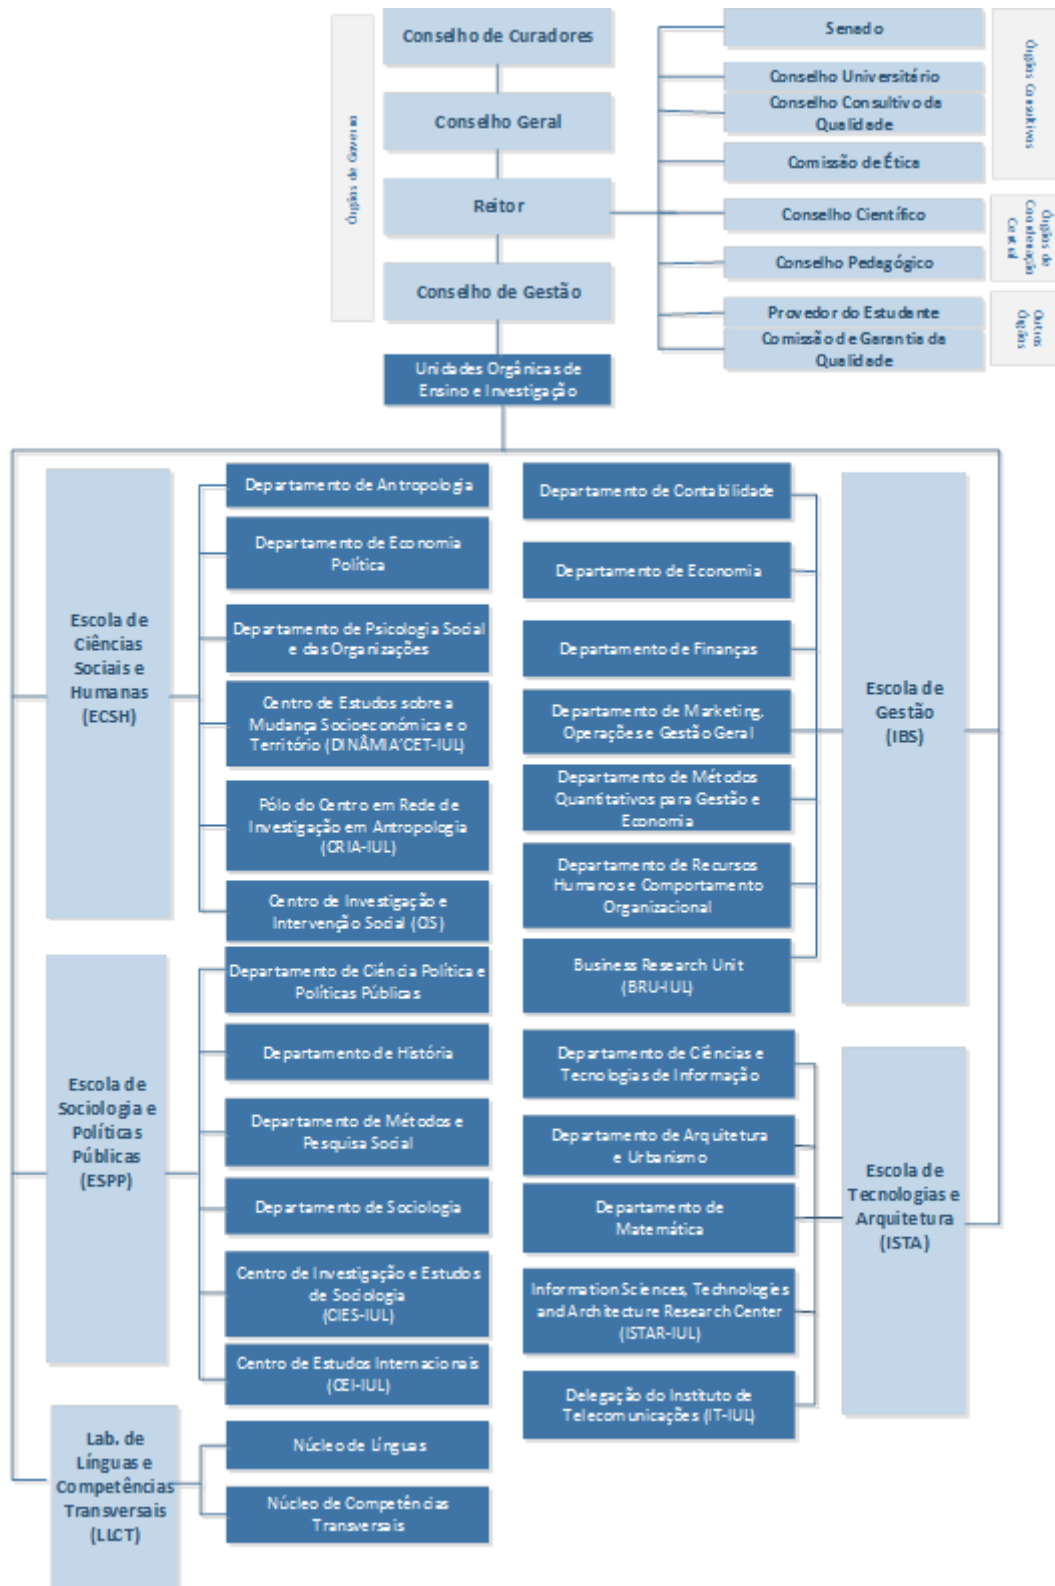 Órgãos de Governo
Conselho de Curadores
Conselho Geral
Reitor
Conselho de Gestão
Unidades Orgânicas de
Ensino e Investigação
Senado
Conselho Universitário
Conselho Consultivo da
Qualidade
Comissão de Ética
Conselho Científico
Conselho Pedagógico
Provedor do Estudante
Comissão de Garantia da
Qualidade
Órgãos Consultivos
Órgãos de
Coordenação
Central
Outros
Órgãos
Escola de
Ciências
Sociais e
Humanas
(ECSH)
Departamento de Antropologia
Departamento de Economia
Política
Departamento de Psicologia Social
e das Organizações
Centro de Estudos sobre a
Mudança Socioeconómica e o
Território (DINÂMIA’CET-IUL)
Pólo do Centro em Rede de
Investigação em Antropologia
(CRIA-IUL)
Centro de Investigação e
Intervenção Social (CIS)
Escola de
Sociologia e
Políticas
Públicas
(ESPP)
Departamento de Ciência Política e
Políticas Públicas
Departamento de História
Departamento de Métodos e
Pesquisa Social
Departamento de Sociologia
Centro de Investigação e Estudos
de Sociologia
(CIES-IUL)
Centro de Estudos Internacionais
(CEI-IUL)
Lab. de
Línguas e
Competências
Transversais
(LLCT)
Núcleo de Línguas
Núcleo de Competências
Transversais
Departamento de Contabilidade
Departamento de Economia
Departamento de Finanças
Departamento de Marketing,
Operações e Gestão Geral
Departamento de Métodos
Quantitativos para Gestão e
Economia
Departamento de Recursos
Humano se Comportamento
Organizacional
Business Research Unit
(BRU-IUL)
Escola de
Gestão
(IBS)
Departamento de Ciências e
Tecnologias de Informação
Departamento de Arquitetura
e Urbanismo
Departamento de
Matemática
Information Sciences, Technologies
and Architecture Research Center
(ISTAR-IUL)
Delegação do Instituto de
Telecomunicações (IT-IUL)
Escola de
Tecnologias e
Arquitetura
(ISTA)